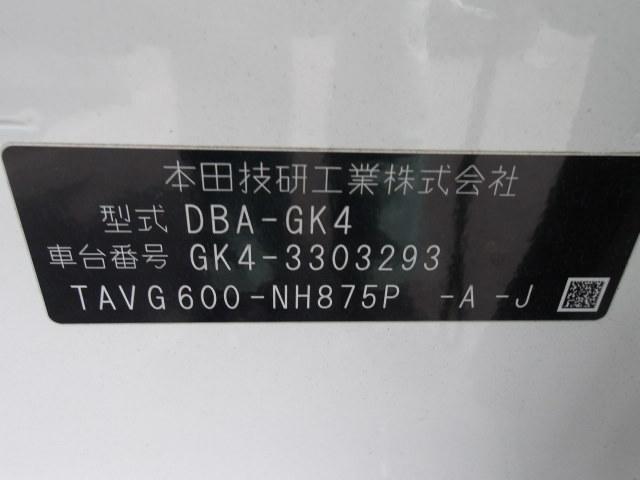 本田技研工業株式会社
型式 DBA-GK4
車台番号 GK4-3303293
TAVG600-NH875P -A-J